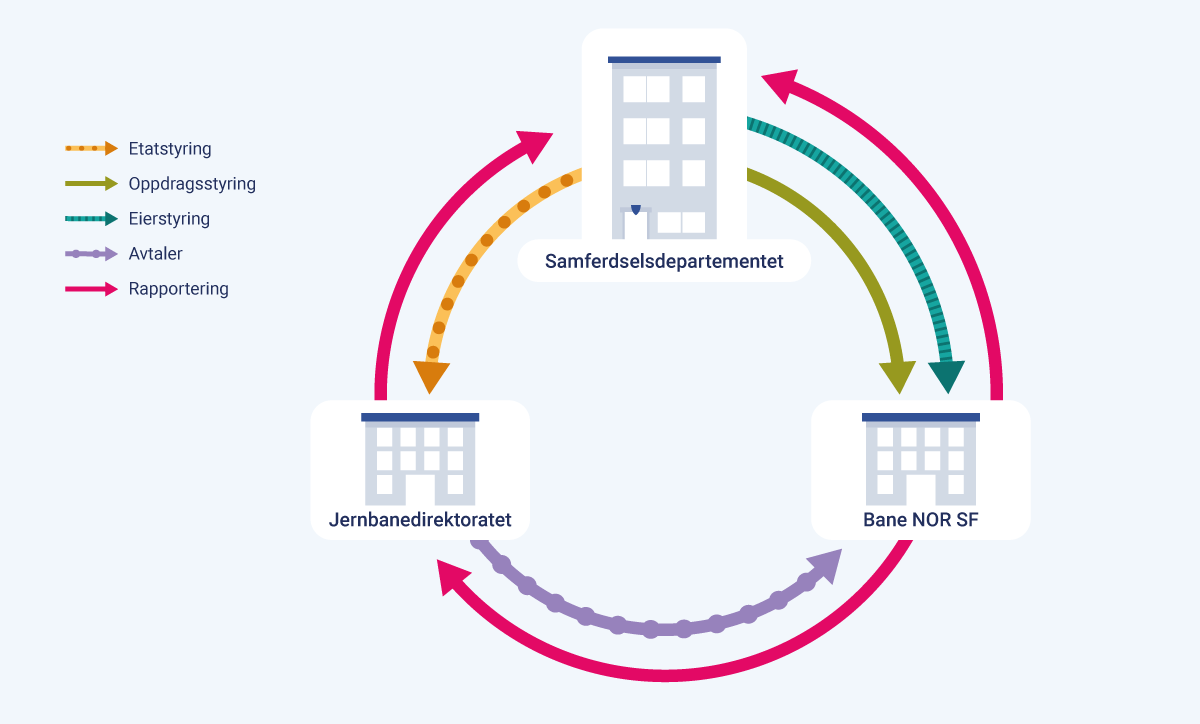 Etatstyring
Oppdragsstyring
Eierstyring
Avtaler
Rapportering
Samferdselsdepartementet
Jernbanedirektoratet
Bane NOR SF